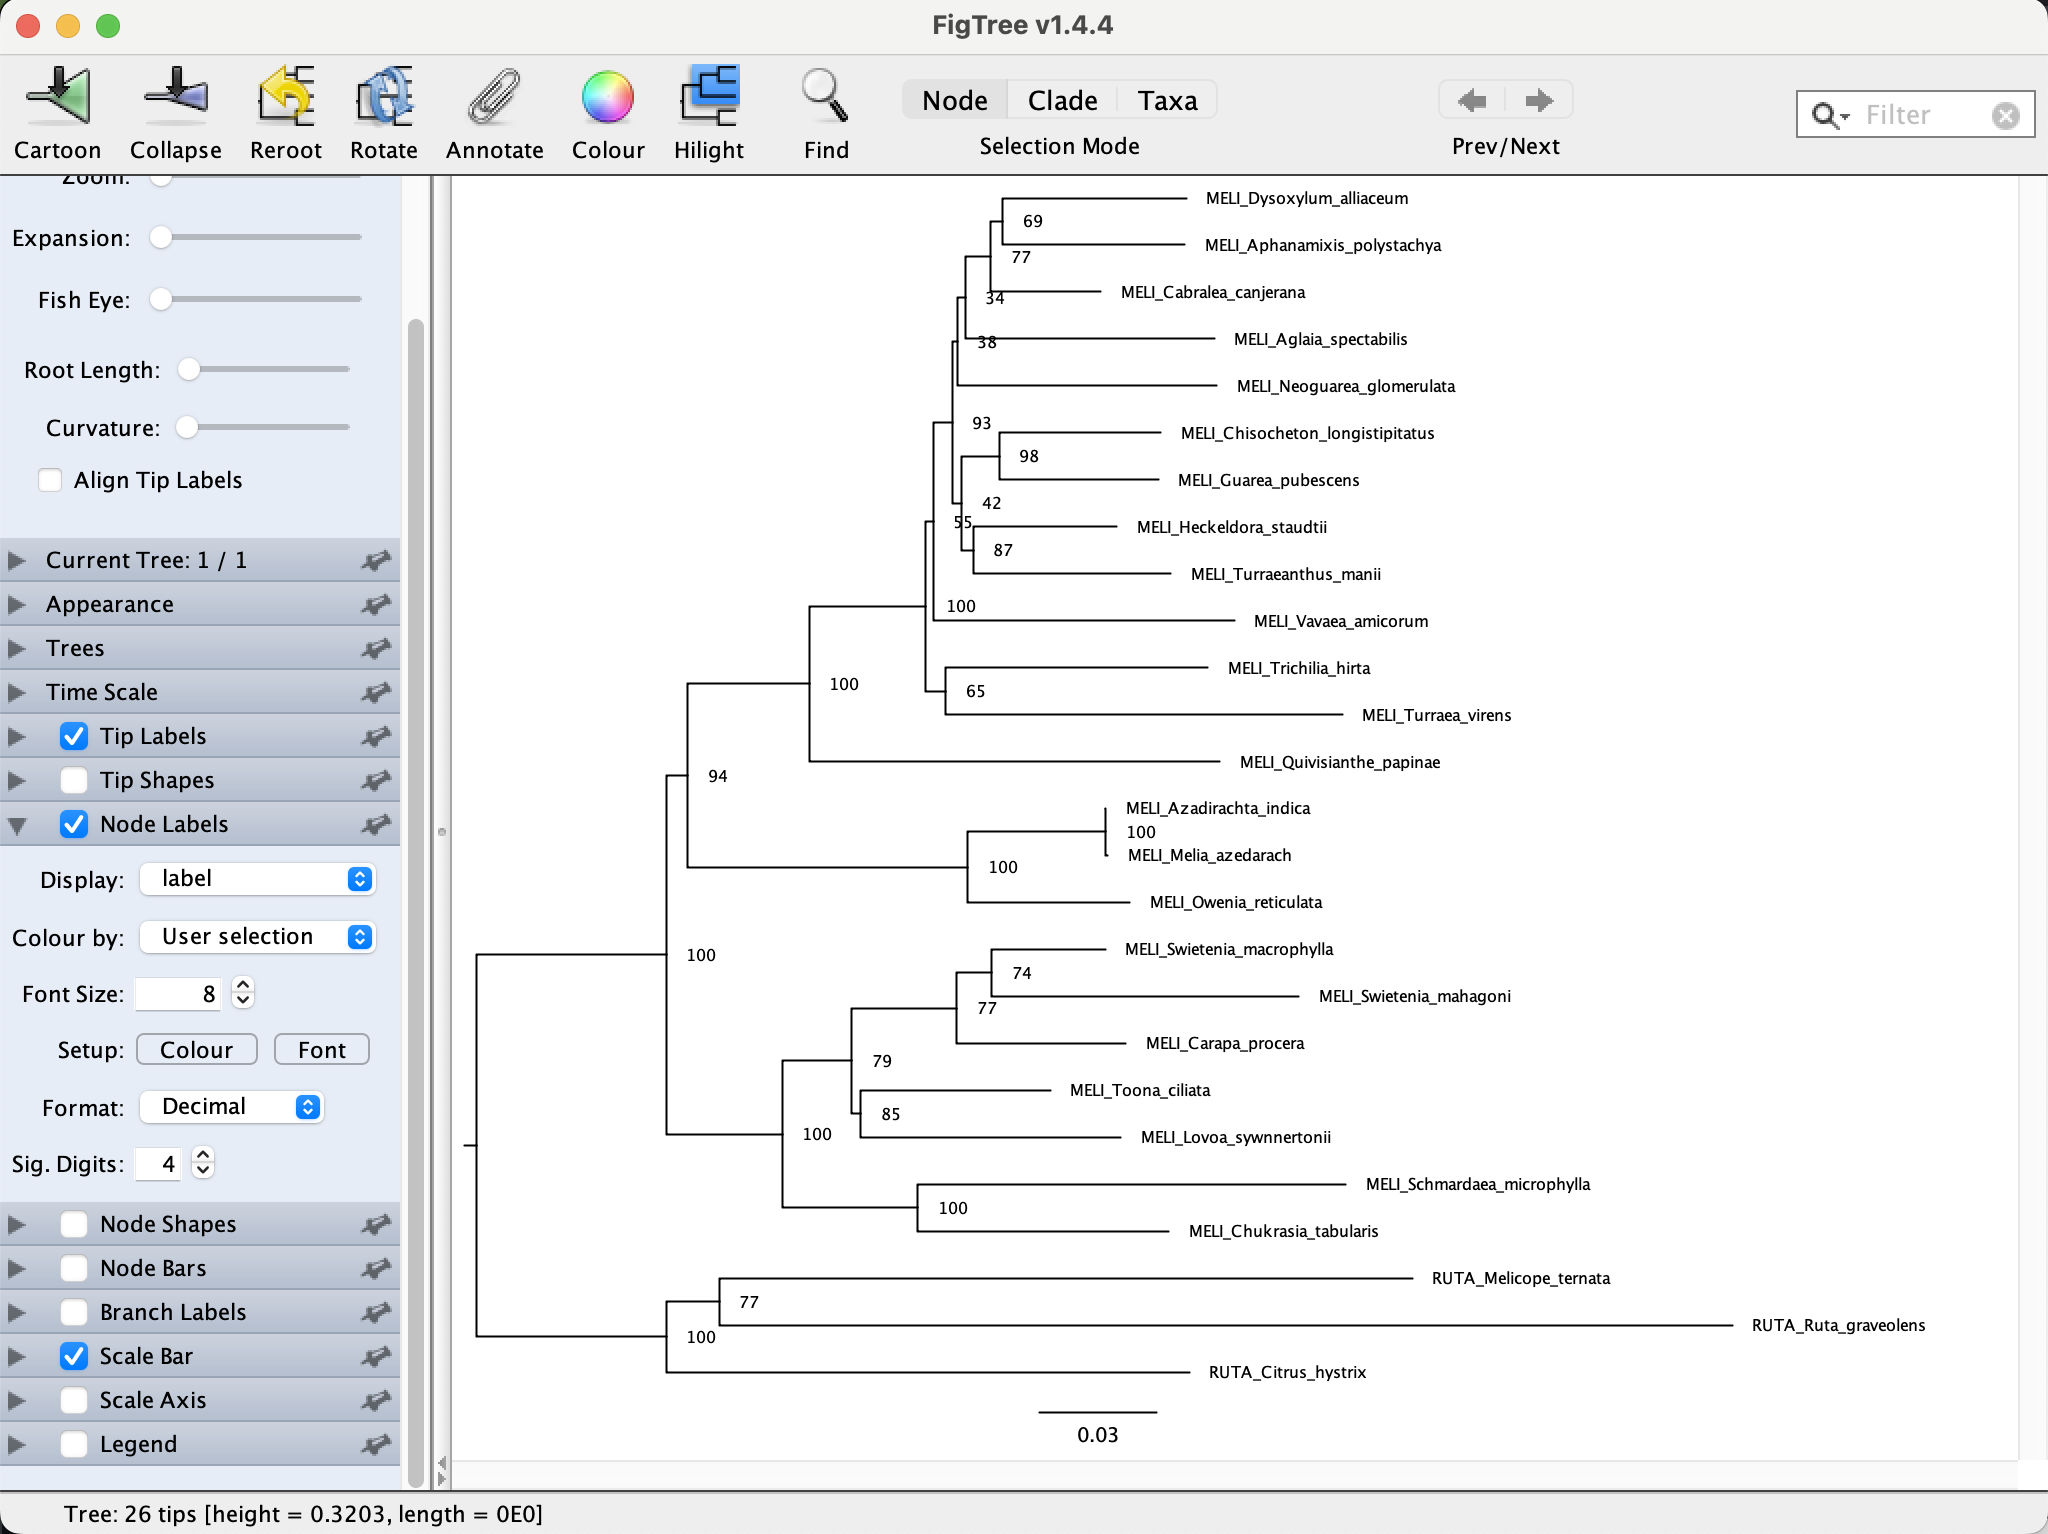 FigTree v1.4.4
Cartoon Collapse Reroot Rotate Annotate Colour Hilight Find
Node Clade Taxa
Selection Mode
Prev/Next
Filter
Zoom:
Expansion:
Fish Eye:
Root Length:
Curvature:
Align Tip Labels
Current Tree: 1 / 1
Appearance
Trees
Time Scale
Tip Labels
Tip Shapes
Node Labels
Display: label
Colour by: User selection
Font Size: 8
Setup: Colour Font
Format: Decimal
Sig. Digits: 4
Node Shapes
Node Bars
Branch Labels
Scale Bar
Scale Axis
Legend
MELI_Dysoxylum_alliaceum
69
MELI_Aphanamixis_polystachya
77
MELI_Cabralea_canjerana
34
MELI_Aglaia_spectabilis
38
MELI_Neoguarea_glomerulata
93
MELI_Chisocheton_longistipitatus
98
MELI_Guarea_pubescens
42
55
MELI_Heckeldora_staudtii
87
MELI_Turraeanthus_manii
100
MELI_Vavaea_amicorum
MELI_Trichilia_hirta
100
65
MELI_Turraea_virens
MELI_Quivisianthe_papinae
94
MELI_Azadirachta_indica
100
MELI_Melia_azedarach
100
MELI_Owenia_reticulata
100
MELI_Swietenia_macrophylla
74
MELI_Swietenia_mahagoni
77
MELI_Carapa_procera
79
MELI_Toona_ciliata
85
MELI_Lovoa_sywnnertonii
100
MELI_Schmardaea_microphylla
100
MELI_Chukrasia_tabularis
RUTA_Melicope_ternata
77
RUTA_Ruta_graveolens
100
RUTA_Citrus_hystrix
0.03
Tree: 26 tips [height = 0.3203, length = 0E0]